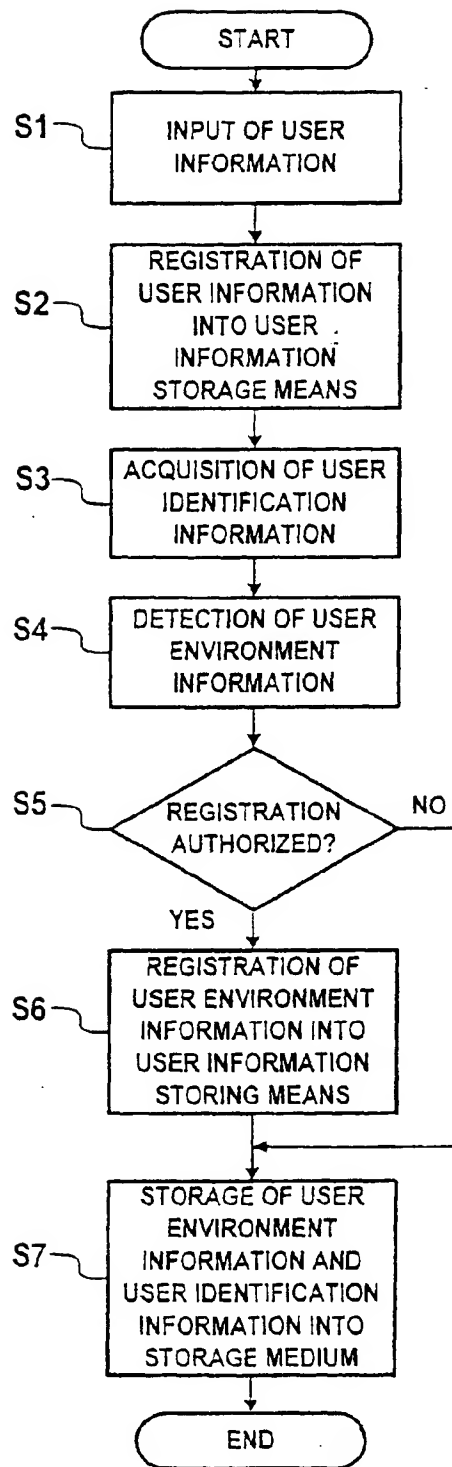 START
S1
INPUT OF USER
INFORMATION
S2
REGISTRATION OF
USER INFORMATION
INTO USER
INFORMATION
STORAGE MEANS
S3
ACQUISITION OF USER
IDENTIFICATION
INFORMATION
S4
DETECTION OF USER
ENVIRONMENT
INFORMATION
S5
REGISTRATION
AUTHORIZED?
NO
YES
S6
REGISTRATION OF
USER ENVIRONMENT
INFORMATION INTO
USER INFORMATION
STORING MEANS
S7
STORAGE OF USER
ENVIRONMENT
INFORMATION AND
USER IDENTIFICATION
INFORMATION INTO
STORAGE MEDIUM
END